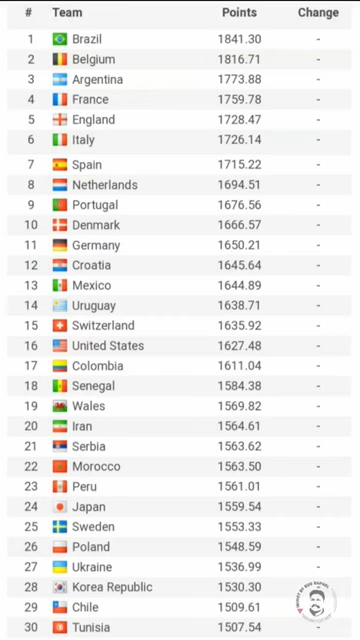 # Team Points Change
1 Brazil 1841.30 -
2 Belgium 1816.71 -
3 Argentina 1773.88 -
4 France 1759.78 -
5 England 1728.47 -
6 Italy 1726.14 -
7 Spain 1715.22 -
8 Netherlands 1694.51 -
9 Portugal 1676.56 -
10 Denmark 1666.57 -
11 Germany 1650.21 -
12 Croatia 1645.64 -
13 Mexico 1644.89 -
14 Uruguay 1638.71 -
15 Switzerland 1635.92 -
16 United States 1627.48 -
17 Colombia 1611.04 -
18 Senegal 1584.38 -
19 Wales 1569.82 -
20 Iran 1564.61 -
21 Serbia 1563.62 -
22 Morocco 1563.50 -
23 Peru 1561.01 -
24 Japan 1559.54 -
25 Sweden 1553.33 -
26 Poland 1548.59 -
27 Ukraine 1536.99 -
28 Korea Republic 1530.30 -
29 Chile 1509.61 -
30 Tunisia 1507.54 -